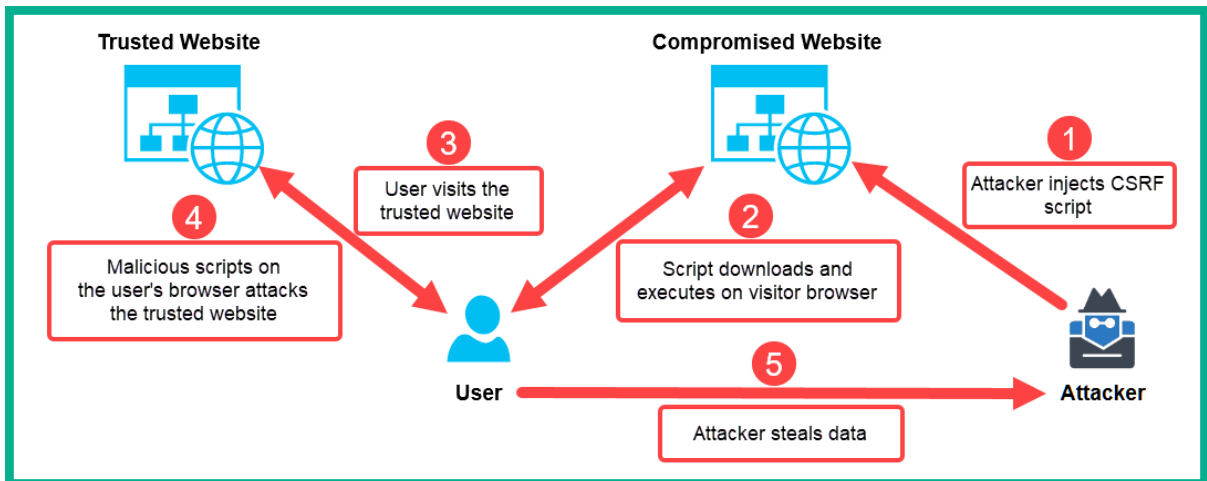 Trusted Website
Compromised Website
1
Attacker injects CSRF
script
2
Script downloads and
executes on visitor browser
3
User visits the
trusted website
4
Malicious scripts on
the user's browser attacks
the trusted website
User
5
Attacker steals data
Attacker